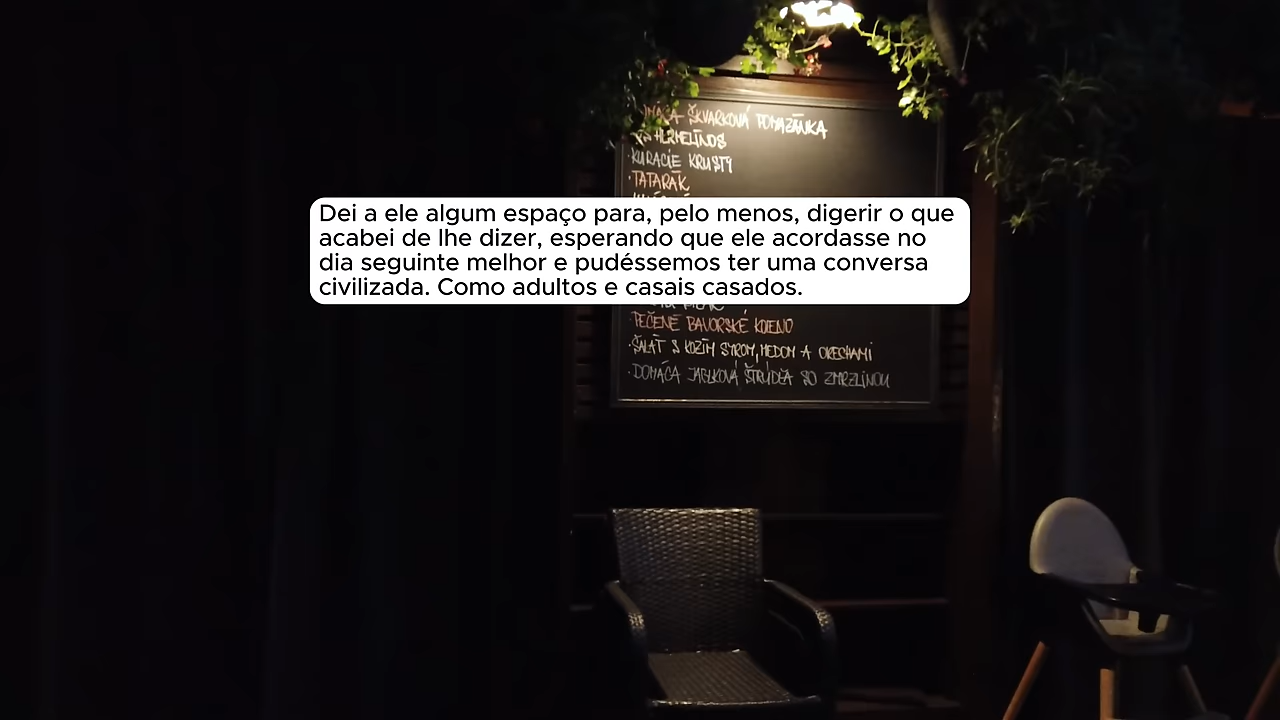 ŠKVARKOVÁ POMAZÁNKA
·KURACIE KRUSTY
·TATARÁK
Dei a ele algum espaço para, pelo menos, digerir o que
acabei de lhe dizer, esperando que ele acordasse no
dia seguinte melhor e pudéssemos ter uma conversa
civilizada. Como adultos e casais casados.
·PEČENÉ BAVORSKÉ KOLENO
·ŠALÁT S KOZÍM SYROM, MEDOM A ORECHAMI
·DOMÁCA JABLKOVÁ ŠTRÚDĽA SO ZMRZLINOU